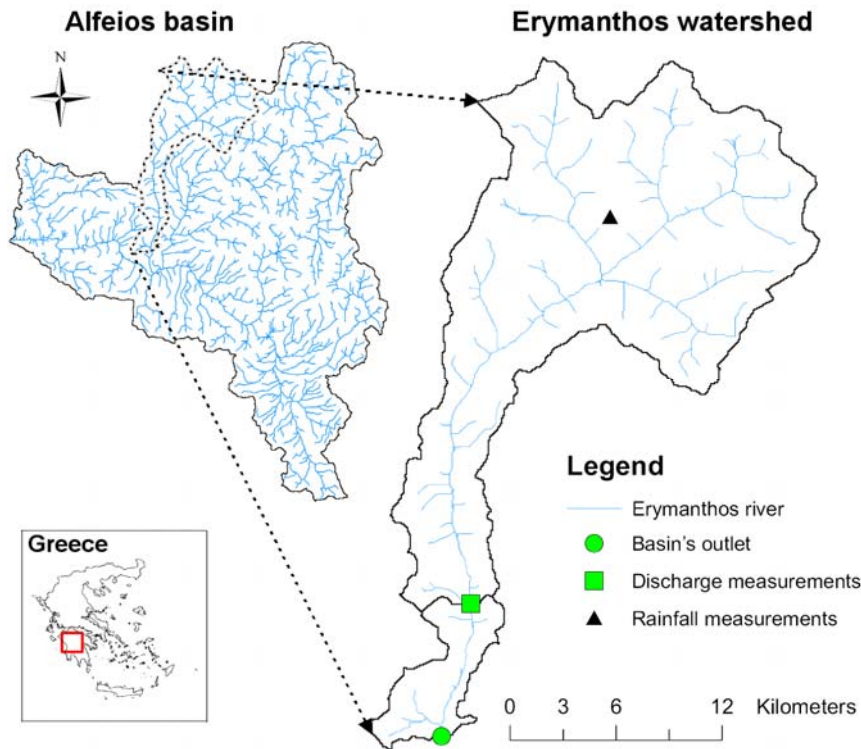 Alfeios basin
Erymanthos watershed
N
Legend
Erymanthos river
Basin's outlet
Discharge measurements
Rainfall measurements
Greece
0 3 6 12 Kilometers